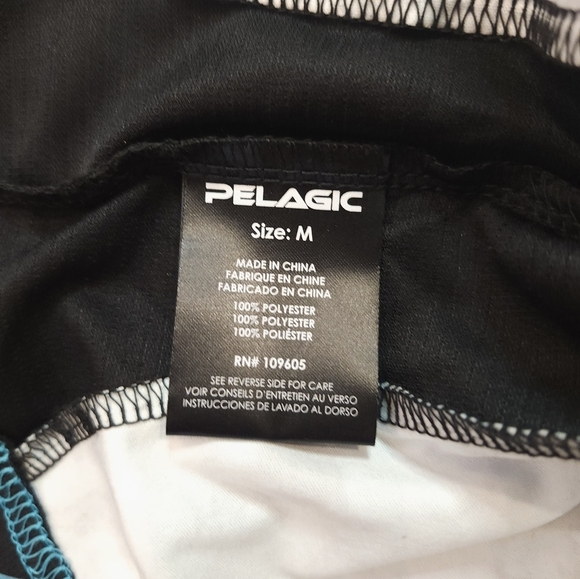 PELAGIC
Size: M
MADE IN CHINA
FABRIQUE EN CHINE
FABRICADO EN CHINA
100% POLYESTER
100% POLYESTER
100% POLIÉSTER
RN# 109605
SEE REVERSE SIDE FOR CARE
VOIR CONSEILS D'ENTRETIEN AU VERSO
INSTRUCCIONES DE LAVADO AL DORSO